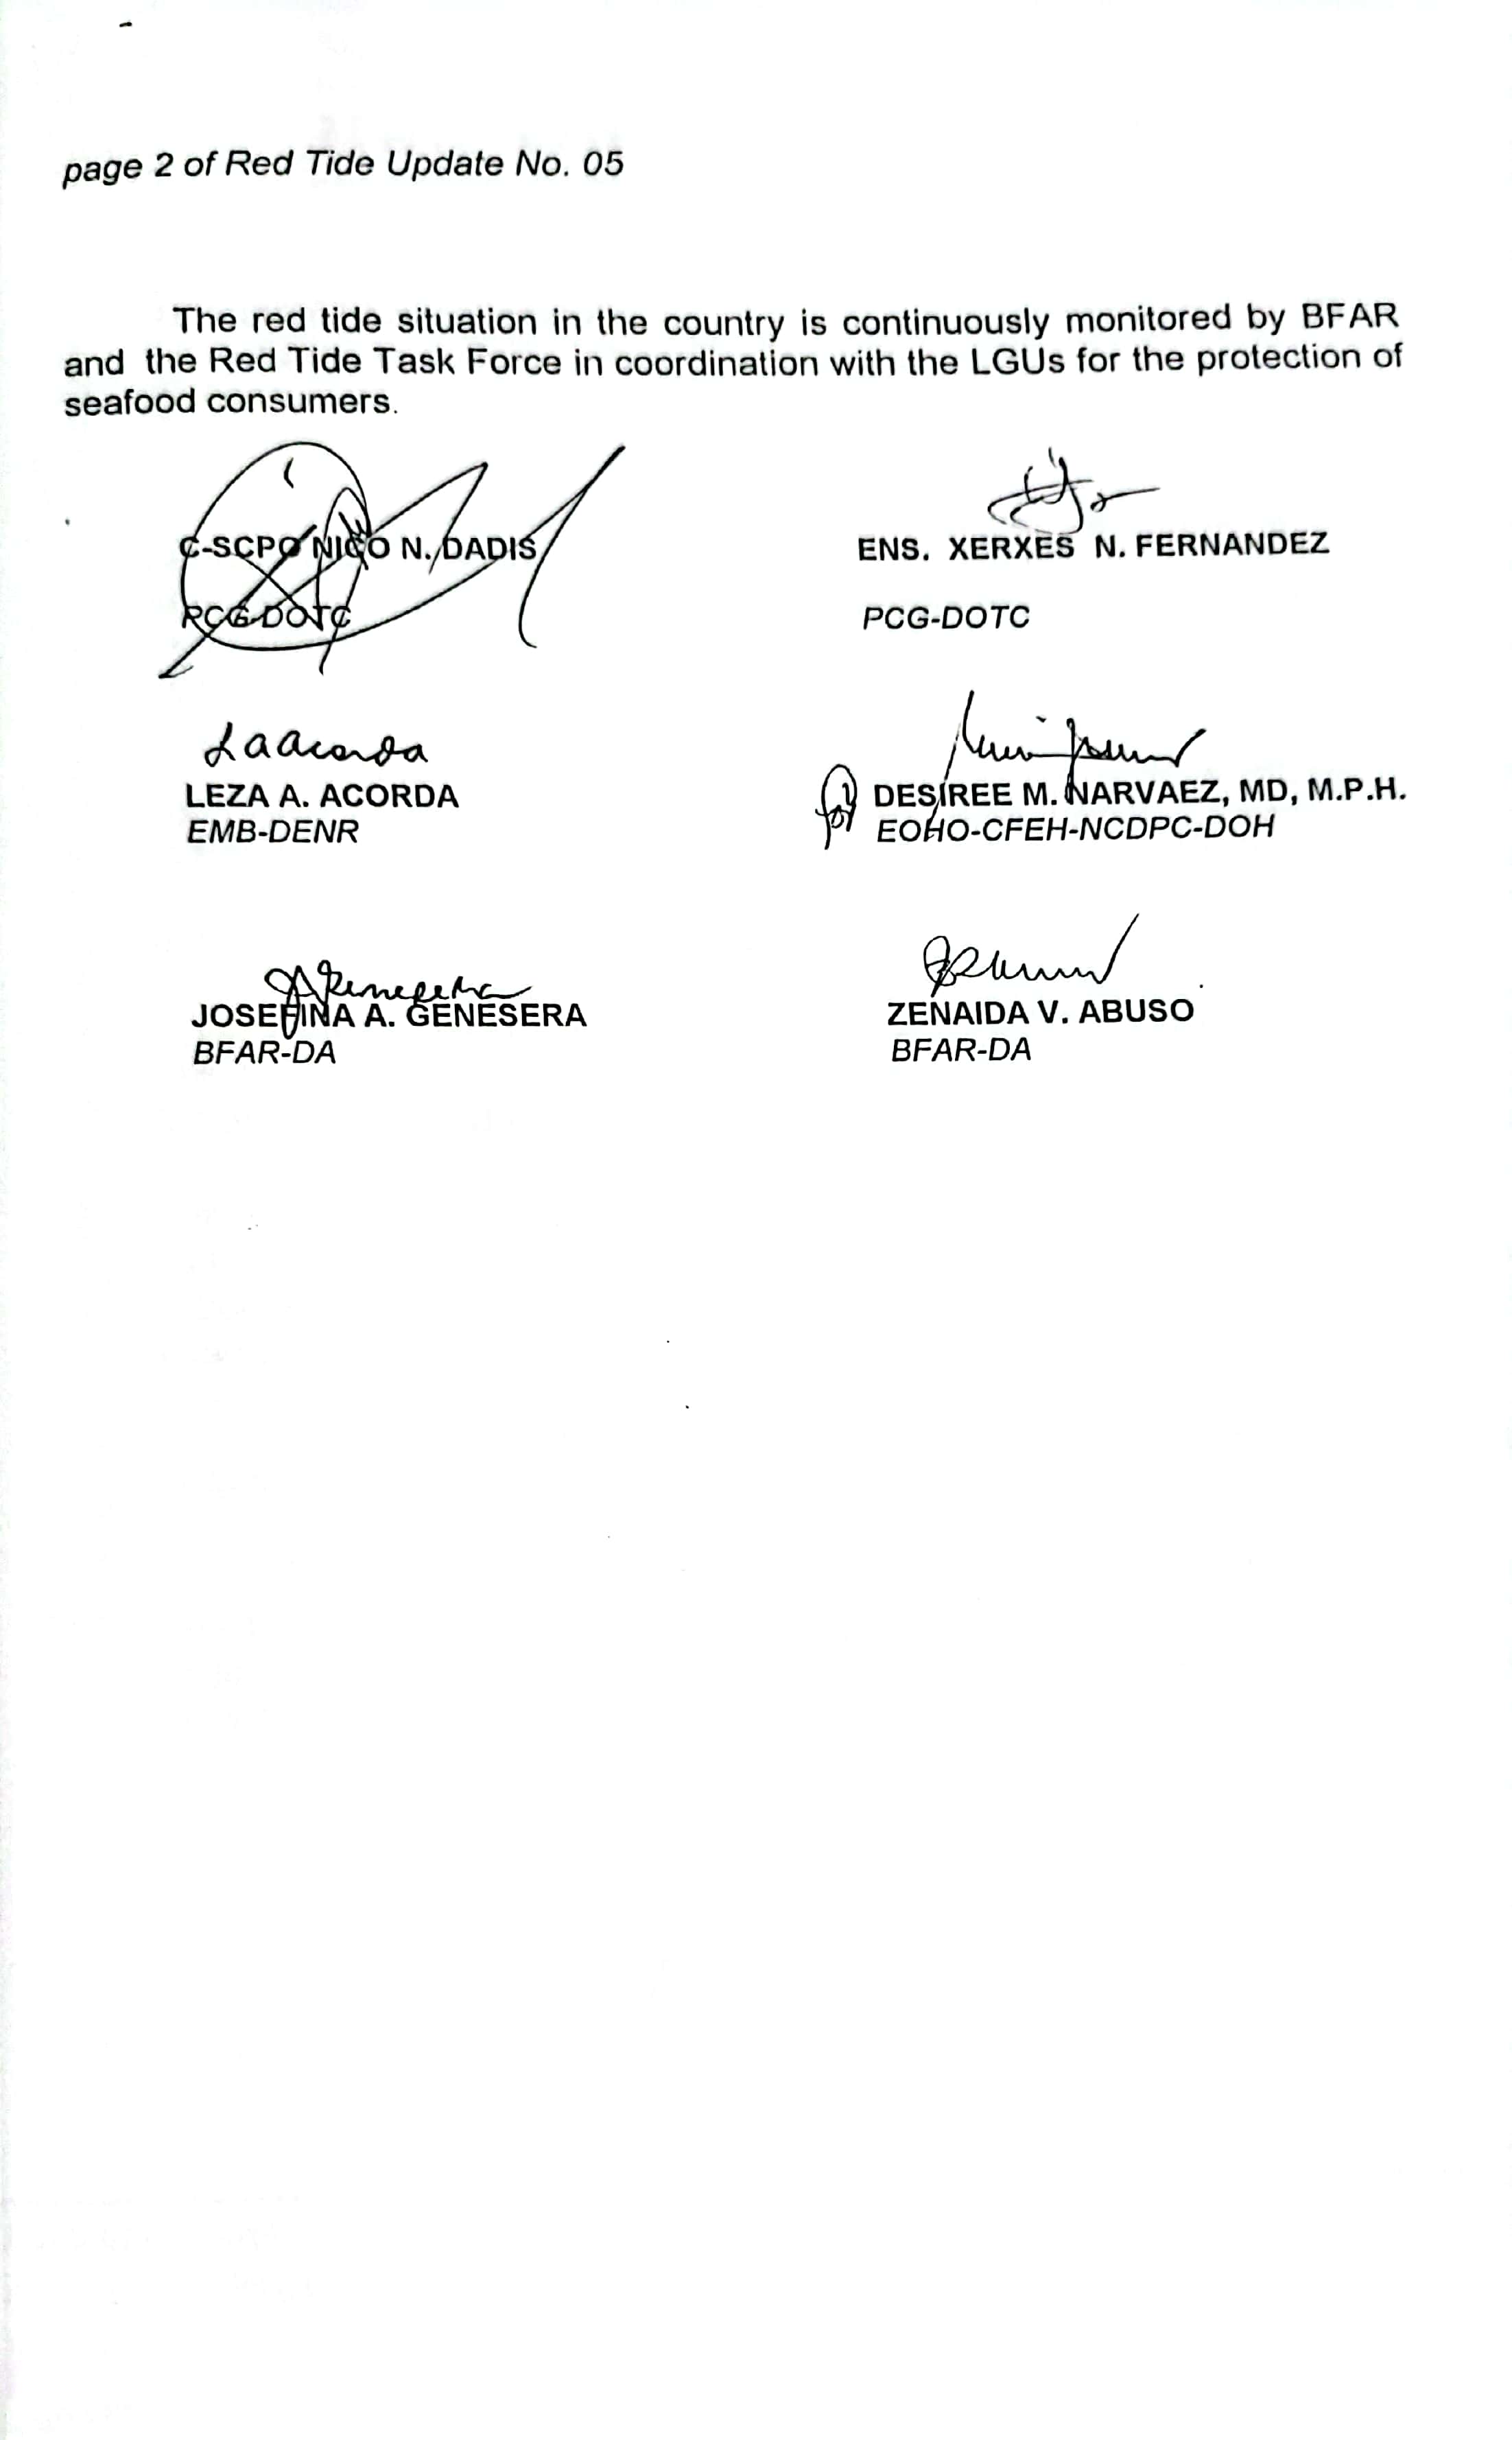 page 2 of Red Tide Update No. 05
The red tide situation in the country is continuously monitored by BFAR
and the Red Tide Task Force in coordination with the LGUs for the protection of
seafood consumers.
C-SCPO NICO N. DADIS
PCG-DOTC
ENS. XERXES N. FERNANDEZ
PCG-DOTC
LEZA A. ACORDA
EMB-DENR
for
DESIREE M. NARVAEZ, MD, M.P.H.
EOHO-CFEH-NCDPC-DOH
JOSEFINA A. GENESERA
BFAR-DA
ZENAIDA V. ABUSO
BFAR-DA